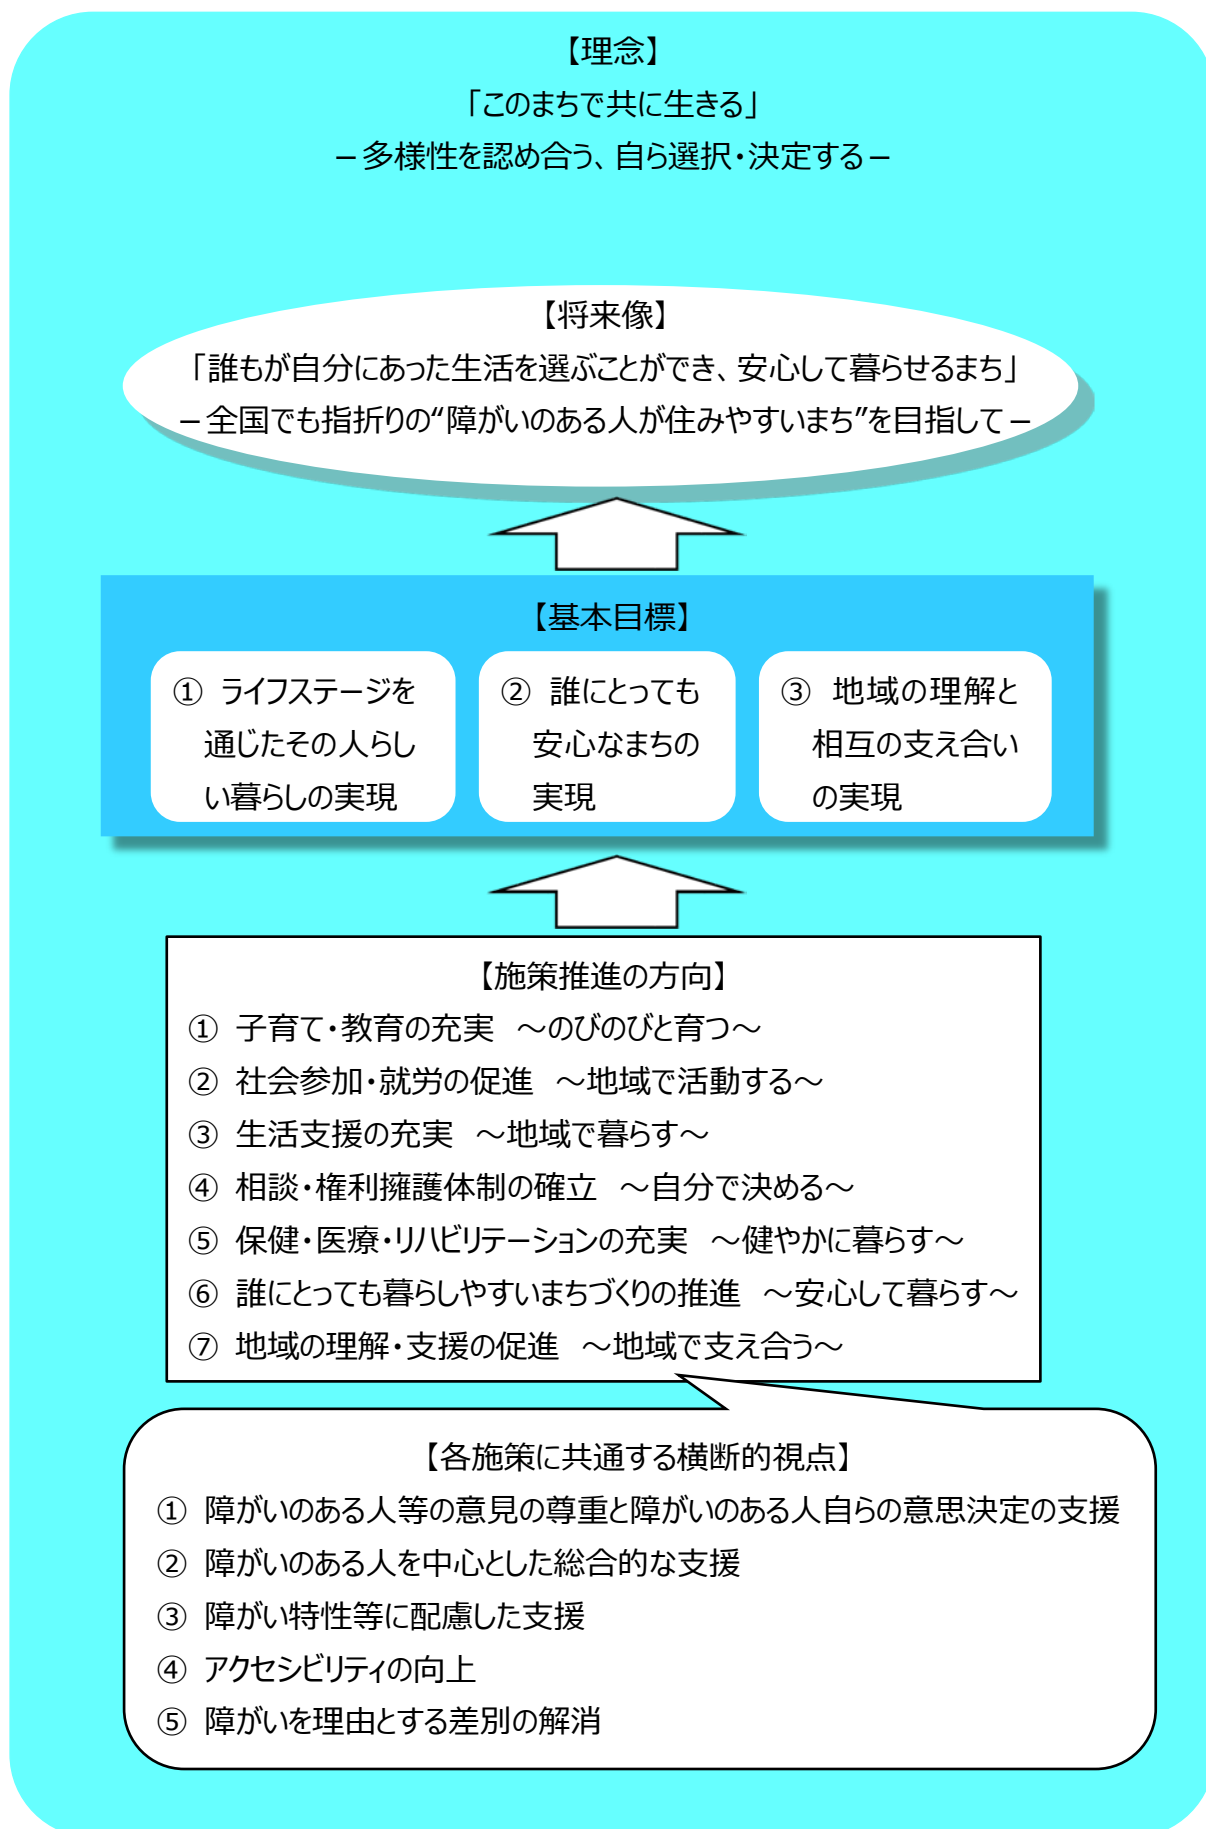 【理念】
「このまちで共に生きる」
－多様性を認め合う、自ら選択・決定する－
【将来像】
「誰もが自分にあった生活を選ぶことができ、安心して暮らせるまち」
－全国でも指折りの“障がいのある人が住みやすいまち”を目指して－
【基本目標】
① ライフステージを
通じたその人らし
い暮らしの実現
② 誰にとっても
安心なまちの
実現
③ 地域の理解と
相互の支え合い
の実現
【施策推進の方向】
① 子育て・教育の充実 ～のびのびと育つ～
② 社会参加・就労の促進 ～地域で活動する～
③ 生活支援の充実 ～地域で暮らす～
④ 相談・権利擁護体制の確立 ～自分で決める～
⑤ 保健・医療・リハビリテーションの充実 ～健やかに暮らす～
⑥ 誰にとっても暮らしやすいまちづくりの推進 ～安心して暮らす～
⑦ 地域の理解・支援の促進 ～地域で支え合う～
【各施策に共通する横断的視点】
① 障がいのある人等の意見の尊重と障がいのある人自らの意思決定の支援
② 障がいのある人を中心とした総合的な支援
③ 障がい特性等に配慮した支援
④ アクセシビリティの向上
⑤ 障がいを理由とする差別の解消